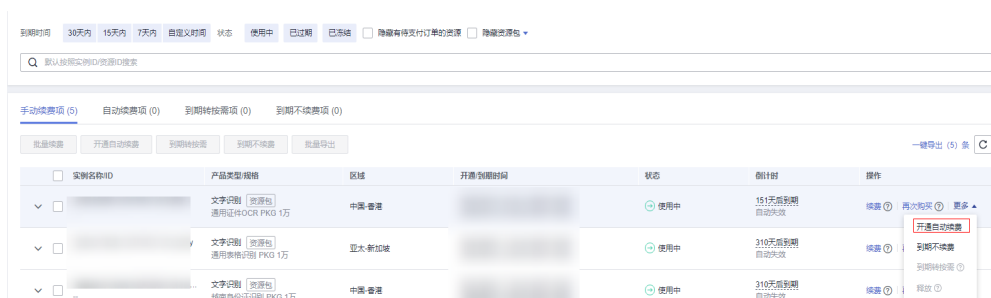 到期时间 30天内 15天内 7天内 自定义时间 状态 使用中 已过期 已冻结 隐藏有待支付订单的资源 隐藏资源包
默认按照实例ID/资源ID搜索
手动续费项 (5) 自动续费项 (0) 到期转按需项 (0) 到期不续费项 (0)
批量续费 开通自动续费 到期转按需 到期不续费 批量导出 一键导出 (5) 条
实例名称/ID 产品类型/规格 区域 开通/到期时间 状态 倒计时 操作
文字识别 资源包 中国-香港 使用中 151天后到期 续费 再次购买 更多
通用证件OCR PKG 1万 自动失效
开通自动续费
文字识别 资源包 亚太-新加坡 使用中 310天后到期 续费 到期不续费
通用表格识别 PKG 1万 自动失效
到期转按需
文字识别 资源包 中国-香港 使用中 310天后到期 续费 释放
越南身份证识别 PKG 1万 自动失效